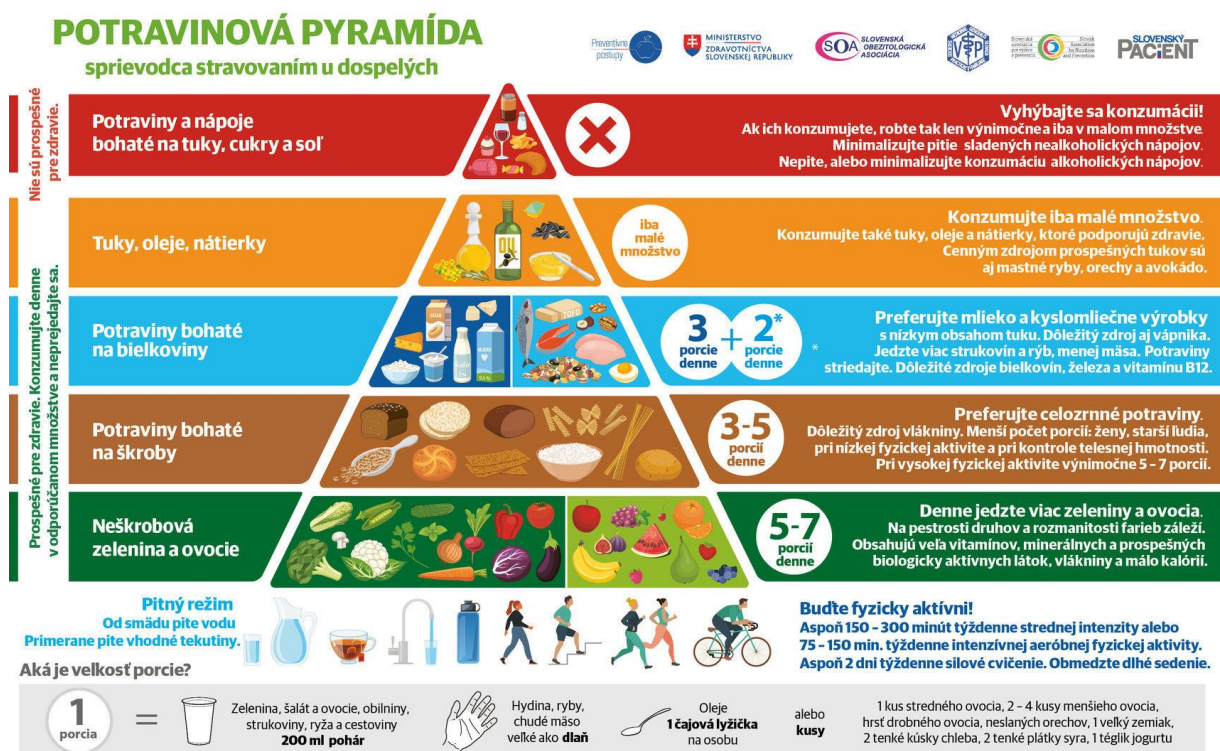 POTRAVINOVÁ PYRAMÍDA
sprievodca stravovaním u dospelých
Preventívne
postupy
MINISTERSTVO
ZDRAVOTNÍCTVA
SLOVENSKEJ REPUBLIKY
SOA
SLOVENSKÁ
OBEZITOLOGICKÁ
ASOCIÁCIA
SLOVENSKÝ
PACIENT
Nie sú prospešné
pre zdravie.
Potraviny a nápoje
bohaté na tuky, cukry a soľ
Vyhýbajte sa konzumácii!
Ak ich konzumujete, robte tak len výnimočne a iba v malom množstve
Minimalizujte pitie sladených nealkoholických nápojov.
Nepite, alebo minimalizujte konzumáciu alkoholických nápojov.
Prospešné pre zdravie. Konzumujte denne
v odporúčanom množstve a neprejedajte sa.
Tuky, oleje, nátierky
OIL
iba
malé
množstvo
Konzumujte iba malé množstvo.
Konzumujte také tuky, oleje a nátierky, ktoré podporujú zdravie.
Cenným zdrojom prospešných tukov sú
aj mastné ryby, orechy a avokádo.
Potraviny bohaté
na bielkoviny
SOJA
TOFU
3
porcie
denne
+
2*
porcie
denne
Preferujte mlieko a kyslomliečne výrobky
s nízkym obsahom tuku. Dôležitý zdroj aj vápnika.
* Jedzte viac strukovín a rýb, menej mäsa. Potraviny
striedajte. Dôležité zdroje bielkovín, železa a vitamínu B12.
Potraviny bohaté
na škroby
3-5
porcií
denne
Preferujte celozrnné potraviny.
Dôležitý zdroj vlákniny. Menší počet porcií: ženy, starší ľudia,
pri nízkej fyzickej aktivite a pri kontrole telesnej hmotnosti.
Pri vysokej fyzickej aktivite výnimočne 5 – 7 porcií.
Neškrobová
zelenina a ovocie
5-7
porcií
denne
Denne jedzte viac zeleniny a ovocia.
Na pestrosti druhov a rozmanitosti farieb záleží.
Obsahujú veľa vitamínov, minerálnych a prospešných
biologicky aktívnych látok, vlákniny a málo kalórií.
Pitný režim
Od smädu pite vodu
Primerane pite vhodné tekutiny.
Buďte fyzicky aktívni!
Aspoň 150 – 300 minút týždenne strednej intenzity alebo
75 – 150 min. týždenne intenzívnej aeróbnej fyzickej aktivity.
Aspoň 2 dni týždenne silové cvičenie. Obmedzte dlhé sedenie.
Aká je velkosť porcie?
1
porcia
=
Zelenina, šalát a ovocie, obilniny,
strukoviny, ryža a cestoviny
200 ml pohár
Hydina, ryby,
chudé mäso
veľké ako dlaň
Oleje
1 čajová lyžička
na osobu
alebo
kusy
1 kus stredného ovocia, 2 – 4 kusy menšieho ovocia,
hrsť drobného ovocia, neslaných orechov, 1 veľký zemiak,
2 tenké kúsky chleba, 2 tenké plátky syra, 1 téglik jogurtu